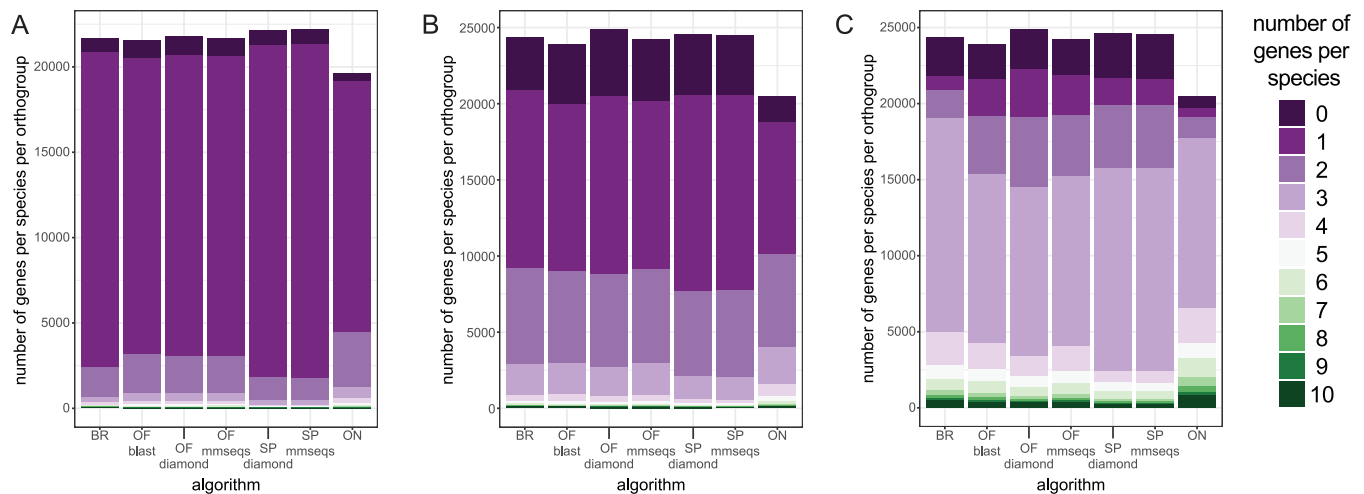 A
number of genes per species per orthogroup
20000
15000
10000
5000
0
BR
OF
blast
OF
diamond
OF
mmseqs
SP
diamond
SP
mmseqs
ON
algorithm
B
number of genes per species per orthogroup
25000
20000
15000
10000
5000
0
BR
OF
blast
OF
diamond
OF
mmseqs
SP
diamond
SP
mmseqs
ON
algorithm
C
number of genes per species per orthogroup
25000
20000
15000
10000
5000
0
BR
OF
blast
OF
diamond
OF
mmseqs
SP
diamond
SP
mmseqs
ON
algorithm
number of
genes per
species
0
1
2
3
4
5
6
7
8
9
10